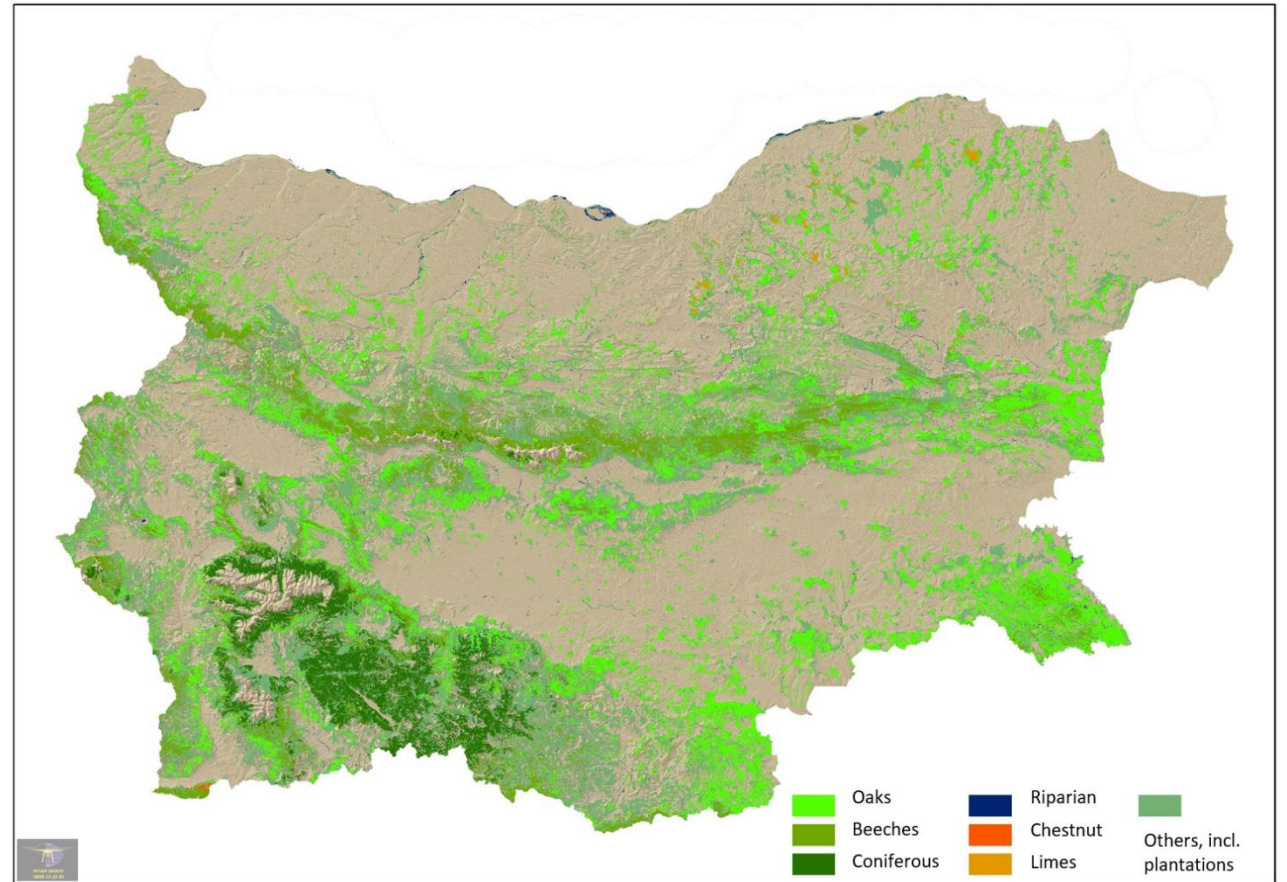 Oaks
Beeches
Coniferous
Riparian
Chestnut
Limes
Others, incl.
plantations